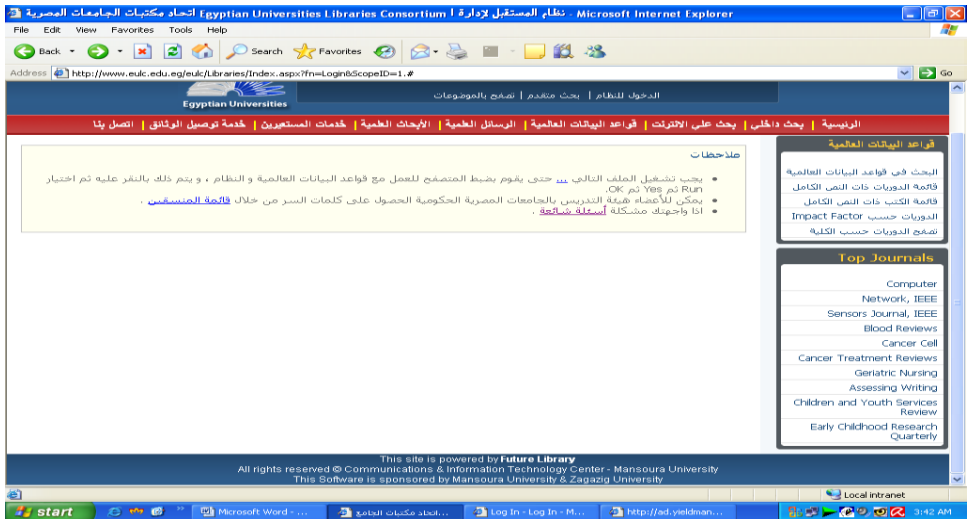 اتحاد مكتبات الجامعات المصرية Egyptian Universities Libraries Consortium ا نظام المستقبل لإدارة - Microsoft Internet Explorer
File Edit View Favorites Tools Help
Back Search Favorites
Address http://www.eulc.edu.eg/eulc/Libraries/Index.aspx?fn=Login&ScopeID=1.# Go
Egyptian Universities
الدخول للنظام | بحث متقدم | تصفح بالموضوعات
الرئيسية | بحث داخلي | بحث علي الانترنت | قواعد البيانات العالمية | الرسائل العلمية | الأبحاث العلمية | خدمات المستعيرين | خدمة توصيل الوثائق | اتصل بنا
قواعد البيانات العالمية
البحث في قواعد البيانات العالمية
قائمة الدوريات ذات النص الكامل
قائمة الكتب ذات النص الكامل
الدوريات حسب Impact Factor
تصفح الدوريات حسب الكلية
Top Journals
Computer
Network, IEEE
Sensors Journal, IEEE
Blood Reviews
Cancer Cell
Cancer Treatment Reviews
Geriatric Nursing
Assessing Writing
Children and Youth Services
Review
Early Childhood Research
Quarterly
ملاحظات
يجب تشغيل الملف التالي ... حتى يقوم بضبط المتصفح للعمل مع قواعد البيانات العالمية و النظام ، و يتم ذلك بالنقر عليه ثم اختيار
Run ثم Yes ثم OK.
يمكن للأعضاء هيئة التدريس بالجامعات المصرية الحكومية الحصول على كلمات السر من خلال قائمة المنسقين .
اذا واجهتك مشكلة أسئلة شائعة .
This site is powered by Future Library
All rights reserved © Communications & Information Technology Center - Mansoura University
This Software is sponsored by Mansoura University & Zagazig University
Local intranet
start Microsoft Word - ... اتحاد مكتبات الجامع... Log In - Log In - M... http://ad.yieldman... 3:42 AM